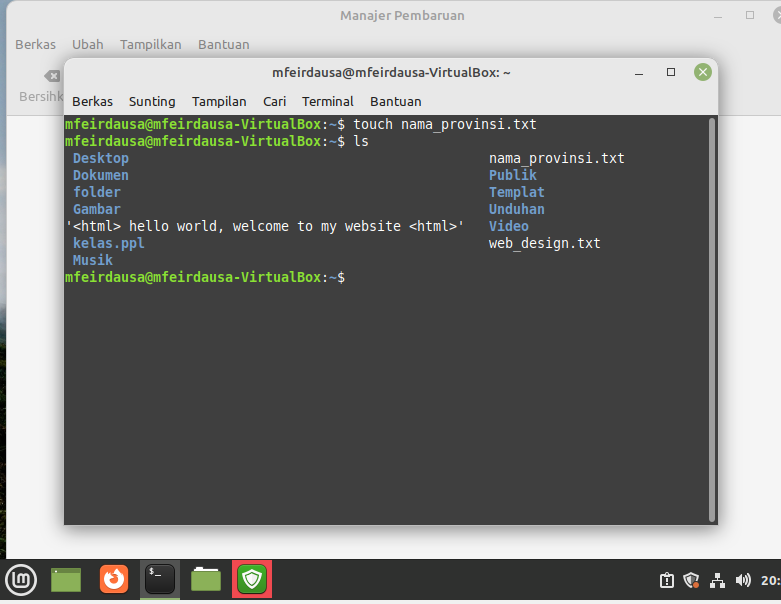 Manajer Pembaruan
Berkas Ubah Tampilkan Bantuan
Bersihk
mfeirdausa@mfeirdausa-VirtualBox: ~
Berkas Sunting Tampilan Cari Terminal Bantuan
mfeirdausa@mfeirdausa-VirtualBox:~$ touch nama_provinsi.txt
mfeirdausa@mfeirdausa-VirtualBox:~$ ls
Desktop nama_provinsi.txt
Dokumen Publik
folder Templat
Gambar Unduhan
'<html> hello world, welcome to my website <html>' Video
kelas.ppl web_design.txt
Musik
mfeirdausa@mfeirdausa-VirtualBox:~$
$_
20: